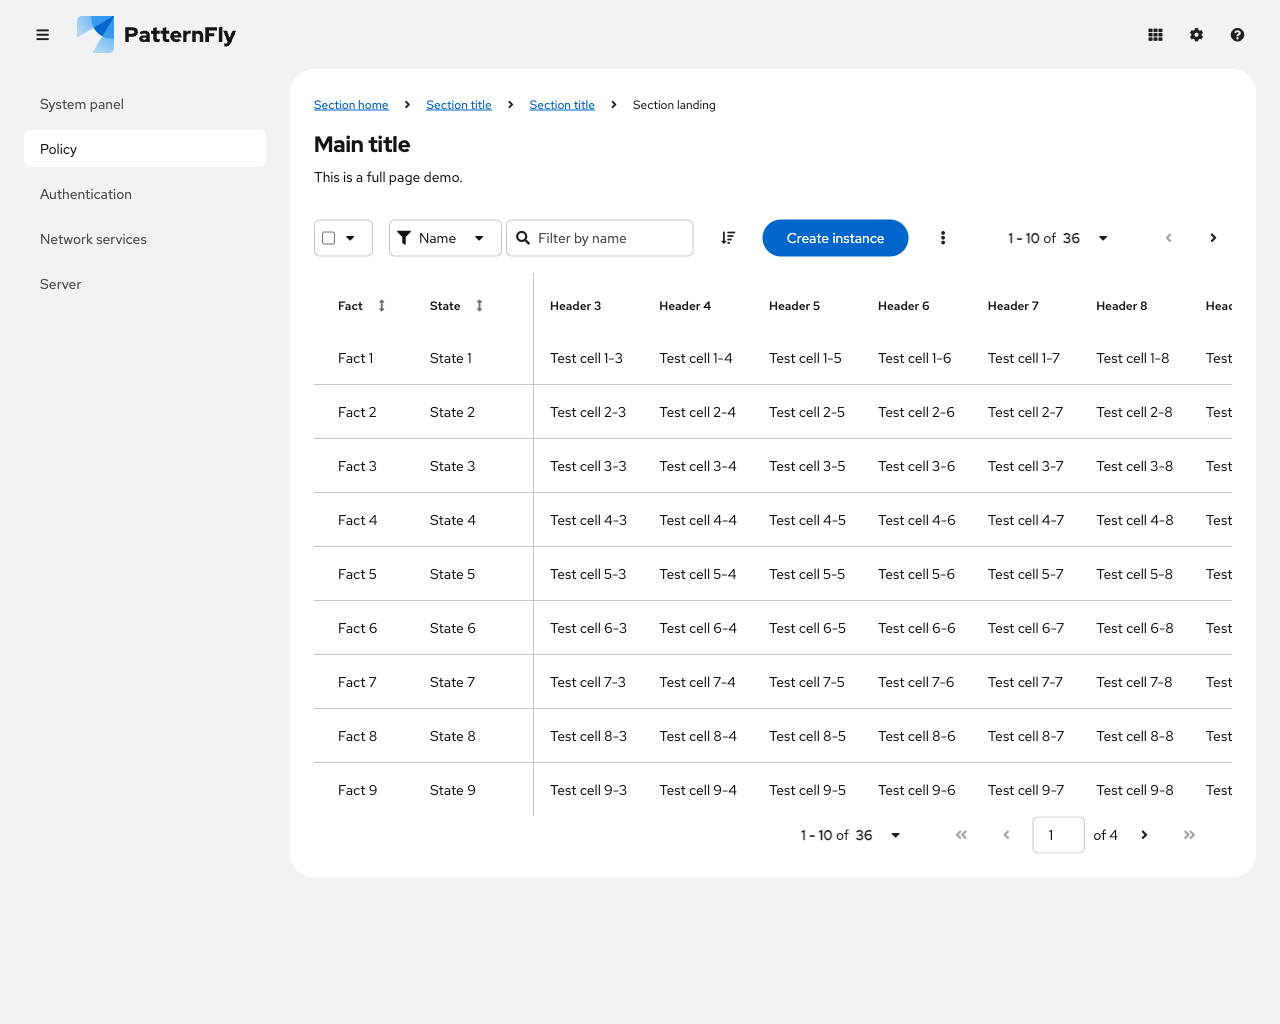 PatternFly
System panel
Policy
Authentication
Network services
Server
Section home Section title Section title Section landing
Main title
This is a full page demo.
Name Filter by name Create instance 1 - 10 of 36
Fact State Header 3 Header 4 Header 5 Header 6 Header 7 Header 8
Fact 1 State 1 Test cell 1-3 Test cell 1-4 Test cell 1-5 Test cell 1-6 Test cell 1-7 Test cell 1-8 Test
Fact 2 State 2 Test cell 2-3 Test cell 2-4 Test cell 2-5 Test cell 2-6 Test cell 2-7 Test cell 2-8 Test
Fact 3 State 3 Test cell 3-3 Test cell 3-4 Test cell 3-5 Test cell 3-6 Test cell 3-7 Test cell 3-8 Test
Fact 4 State 4 Test cell 4-3 Test cell 4-4 Test cell 4-5 Test cell 4-6 Test cell 4-7 Test cell 4-8 Test
Fact 5 State 5 Test cell 5-3 Test cell 5-4 Test cell 5-5 Test cell 5-6 Test cell 5-7 Test cell 5-8 Test
Fact 6 State 6 Test cell 6-3 Test cell 6-4 Test cell 6-5 Test cell 6-6 Test cell 6-7 Test cell 6-8 Test
Fact 7 State 7 Test cell 7-3 Test cell 7-4 Test cell 7-5 Test cell 7-6 Test cell 7-7 Test cell 7-8 Test
Fact 8 State 8 Test cell 8-3 Test cell 8-4 Test cell 8-5 Test cell 8-6 Test cell 8-7 Test cell 8-8 Test
Fact 9 State 9 Test cell 9-3 Test cell 9-4 Test cell 9-5 Test cell 9-6 Test cell 9-7 Test cell 9-8 Test
1 - 10 of 36 1 of 4